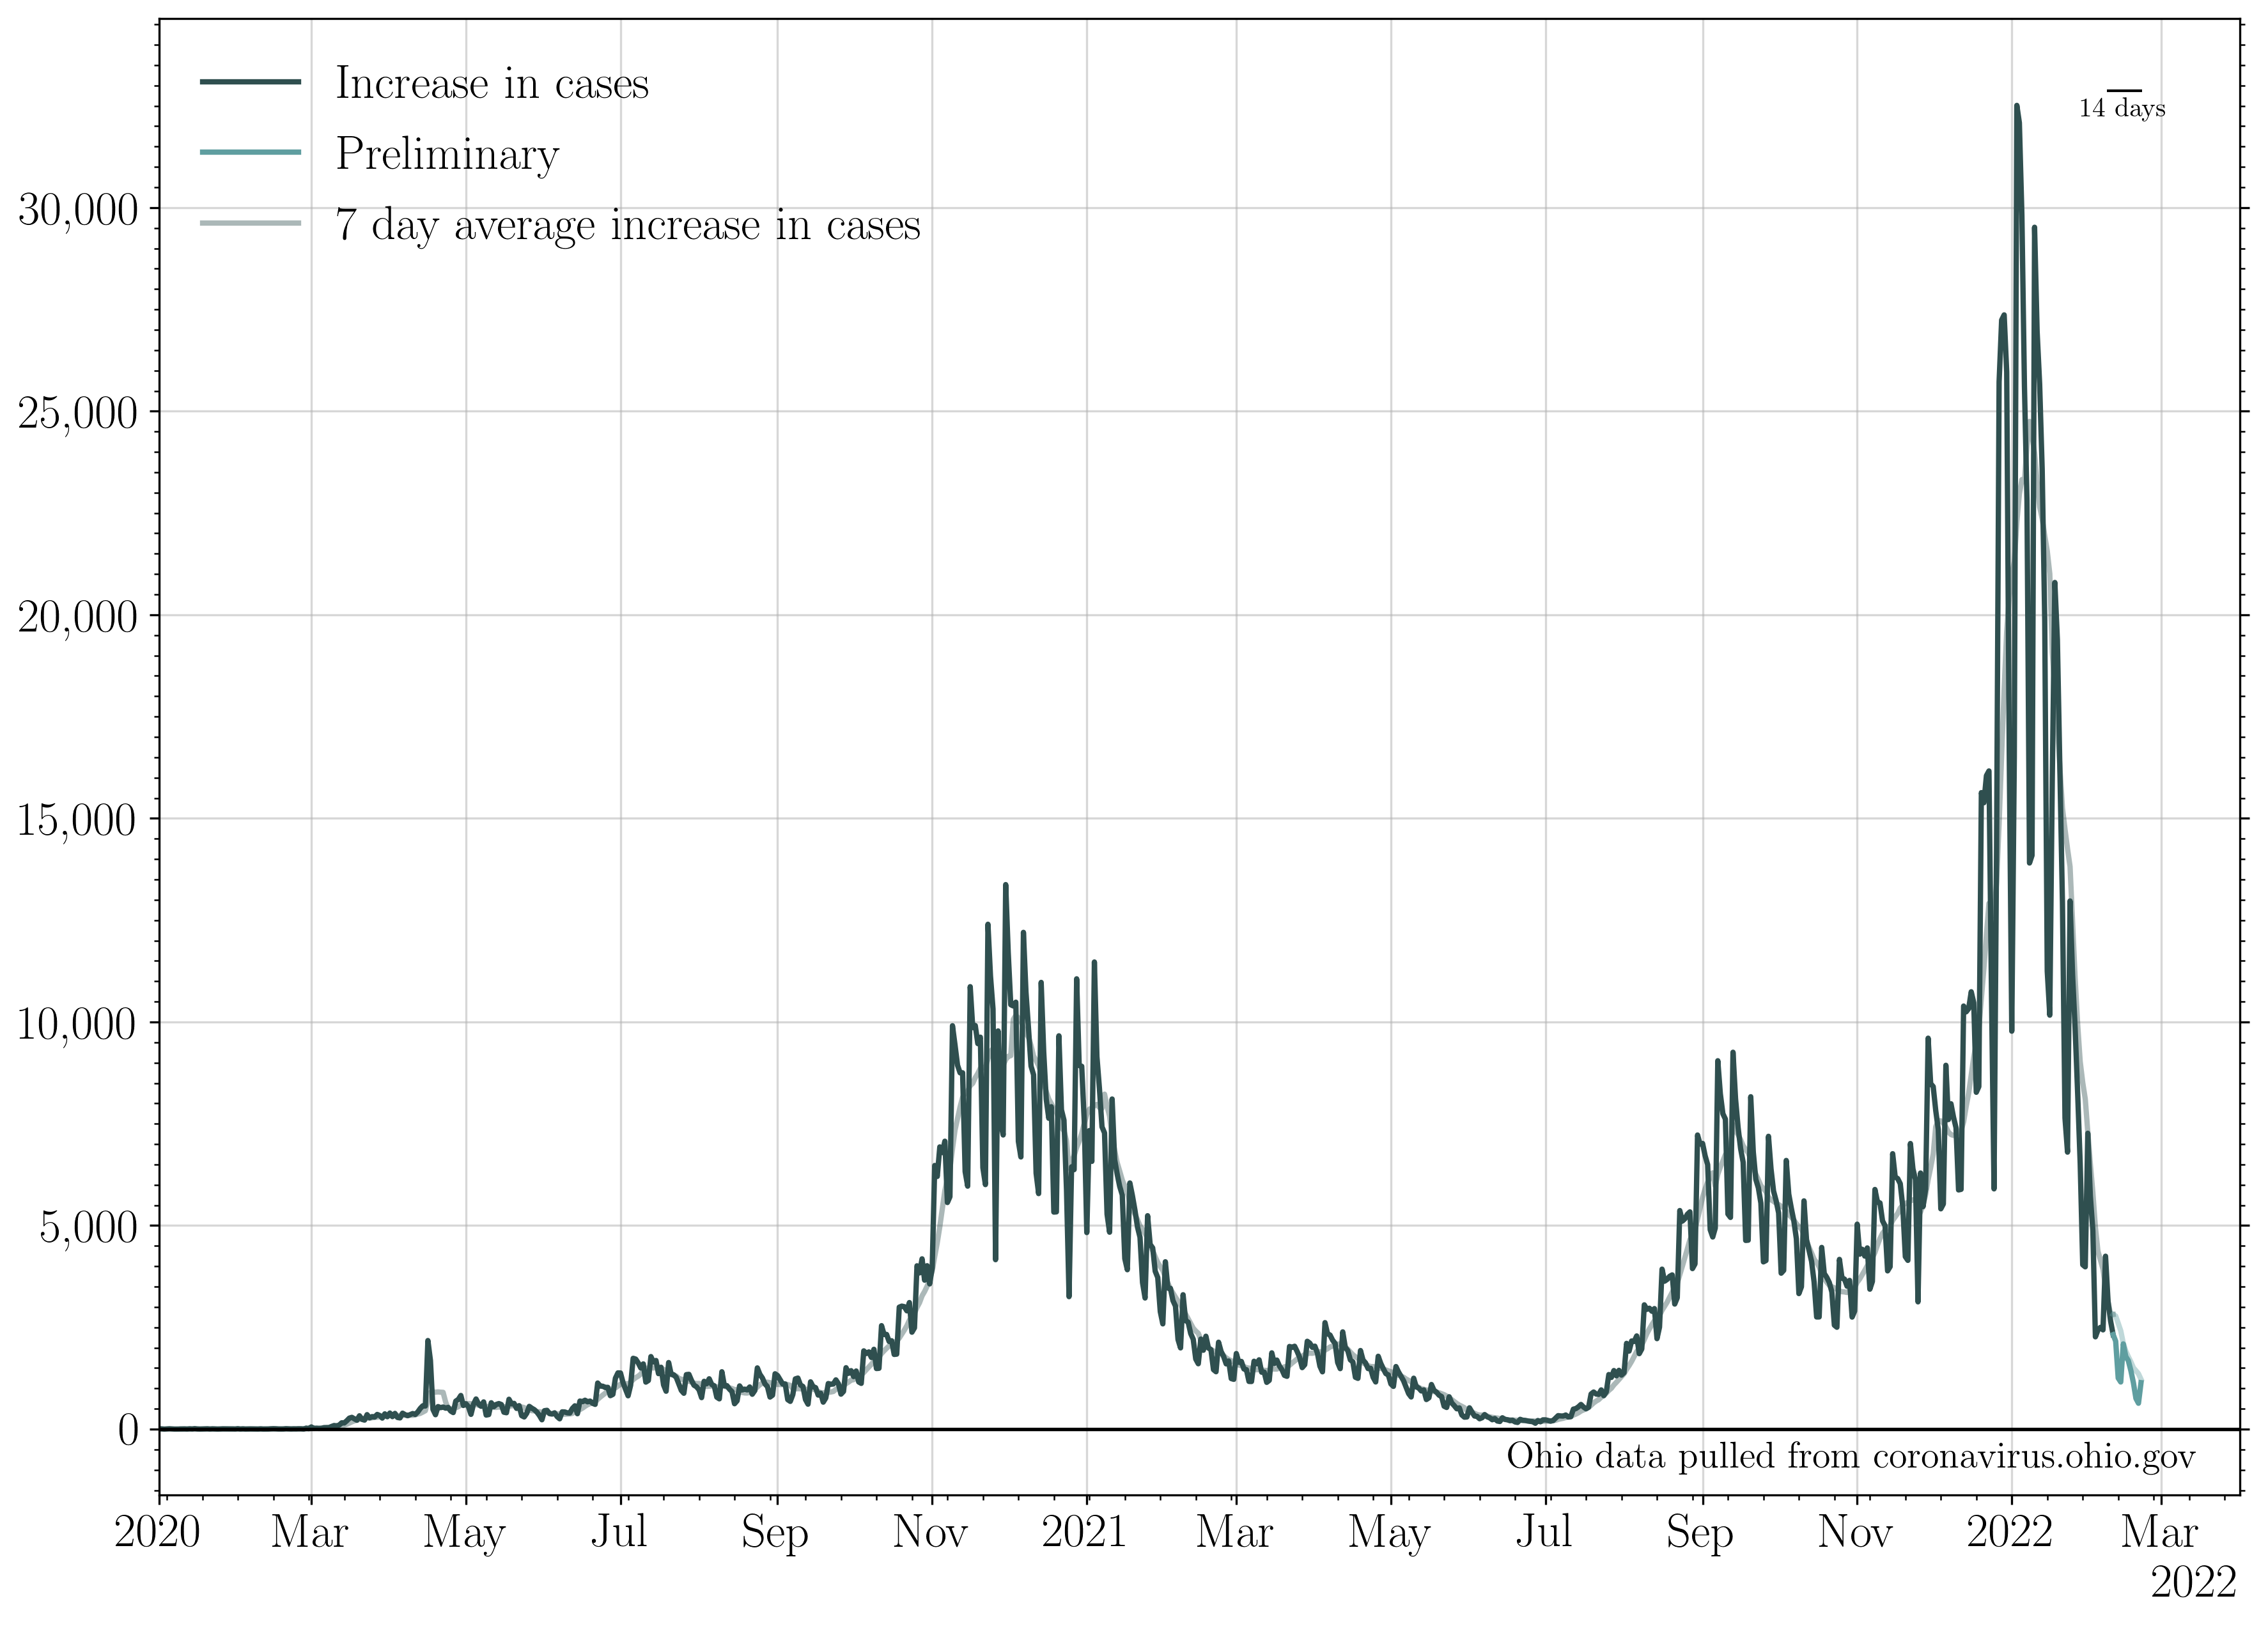 Increase in cases
Preliminary
7 day average increase in cases
14 days
30,000
25,000
20,000
15,000
10,000
5,000
0
Ohio data pulled from coronavirus.ohio.gov
2020 Mar May Jul Sep Nov 2021 Mar May Jul Sep Nov 2022 Mar
2022